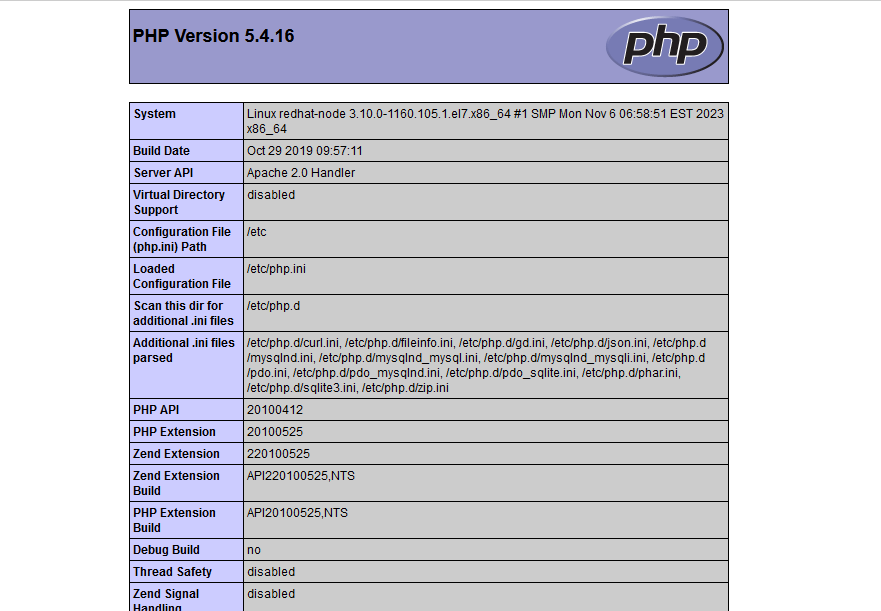 PHP Version 5.4.16
php
System
Linux redhat-node 3.10.0-1160.105.1.el7.x86_64 #1 SMP Mon Nov 6 06:58:51 EST 2023
x86_64
Build Date
Oct 29 2019 09:57:11
Server API
Apache 2.0 Handler
Virtual Directory
Support
disabled
Configuration File
(php.ini) Path
/etc
Loaded
Configuration File
/etc/php.ini
Scan this dir for
additional .ini files
/etc/php.d
Additional .ini files
parsed
/etc/php.d/curl.ini, /etc/php.d/fileinfo.ini, /etc/php.d/gd.ini, /etc/php.d/json.ini, /etc/php.d
/mysqlnd.ini, /etc/php.d/mysqlnd_mysql.ini, /etc/php.d/mysqlnd_mysqli.ini, /etc/php.d
/pdo.ini, /etc/php.d/pdo_mysqlnd.ini, /etc/php.d/pdo_sqlite.ini, /etc/php.d/phar.ini,
/etc/php.d/sqlite3.ini, /etc/php.d/zip.ini
PHP API
20100412
PHP Extension
20100525
Zend Extension
220100525
Zend Extension
Build
API220100525,NTS
PHP Extension
Build
API20100525,NTS
Debug Build
no
Thread Safety
disabled
Zend Signal
Handling
disabled